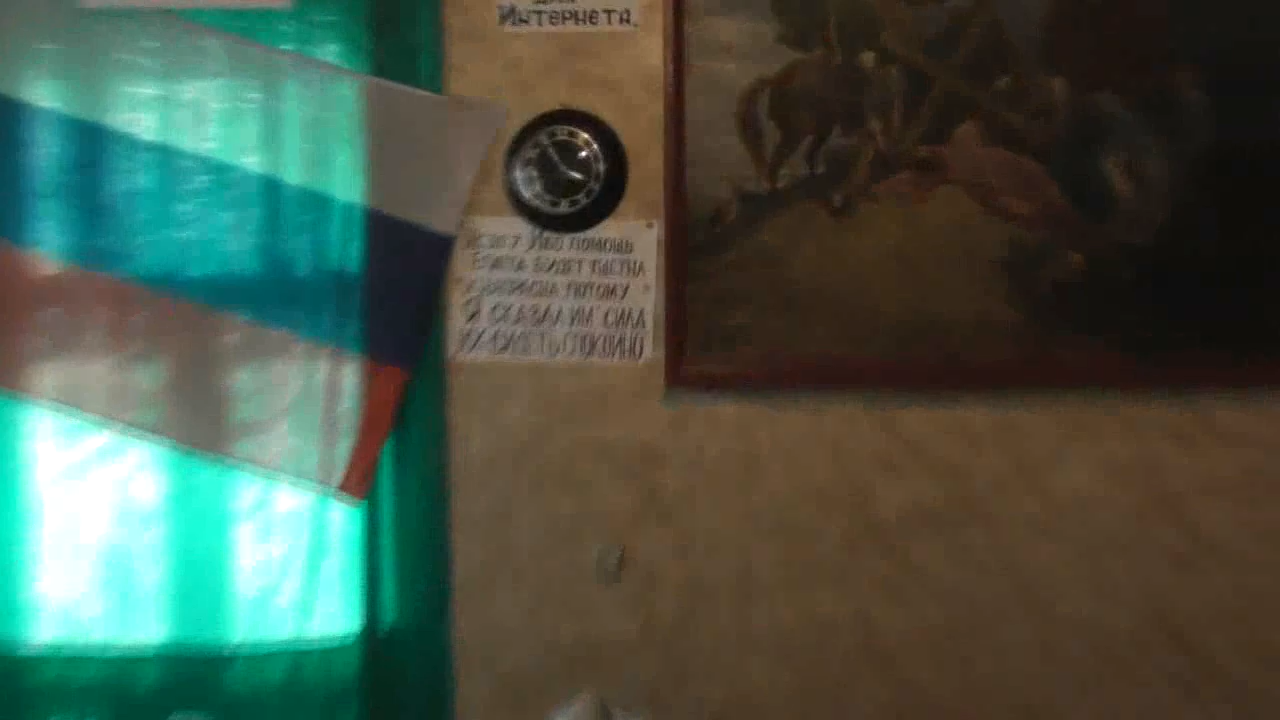 Интернета.
Ибо помощь
Египта будет тщетна
и напрасна потому
Я сказал им: сила
их сидеть спокойно